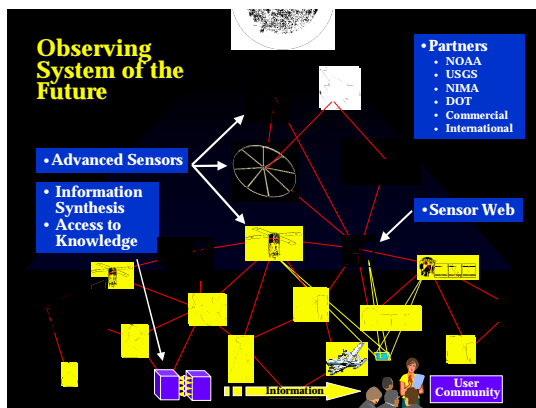 Observing
System of the
Future
• Partners
• NOAA
• USGS
• NIMA
• DOT
• Commercial
• International
• Advanced Sensors
• Information
Synthesis
• Access to
Knowledge
• Sensor Web
Information
User
Community